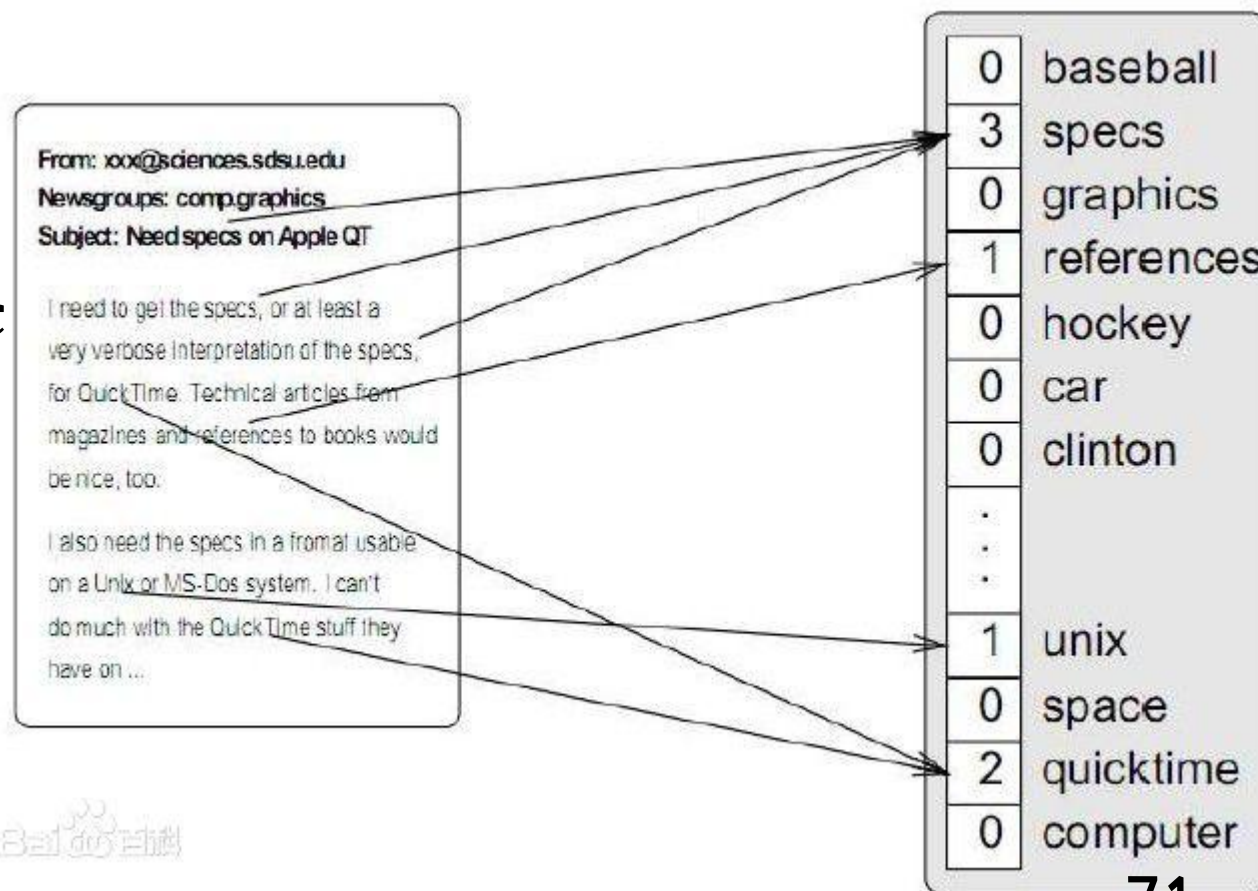 From: xxx@sciences.sdsu.edu
Newsgroups: comp.graphics
Subject: Need specs on Apple QT
I need to get the specs, or at least a
very verbose interpretation of the specs,
for QuickTime. Technical articles from
magazines and references to books would
be nice, too.
I also need the specs in a fromat usable
on a Unix or MS-Dos system. I can't
do much with the QuickTime stuff they
have on ...
0 baseball
3 specs
0 graphics
1 references
0 hockey
0 car
0 clinton
.
.
.
1 unix
0 space
2 quicktime
0 computer
Bai 百科
71